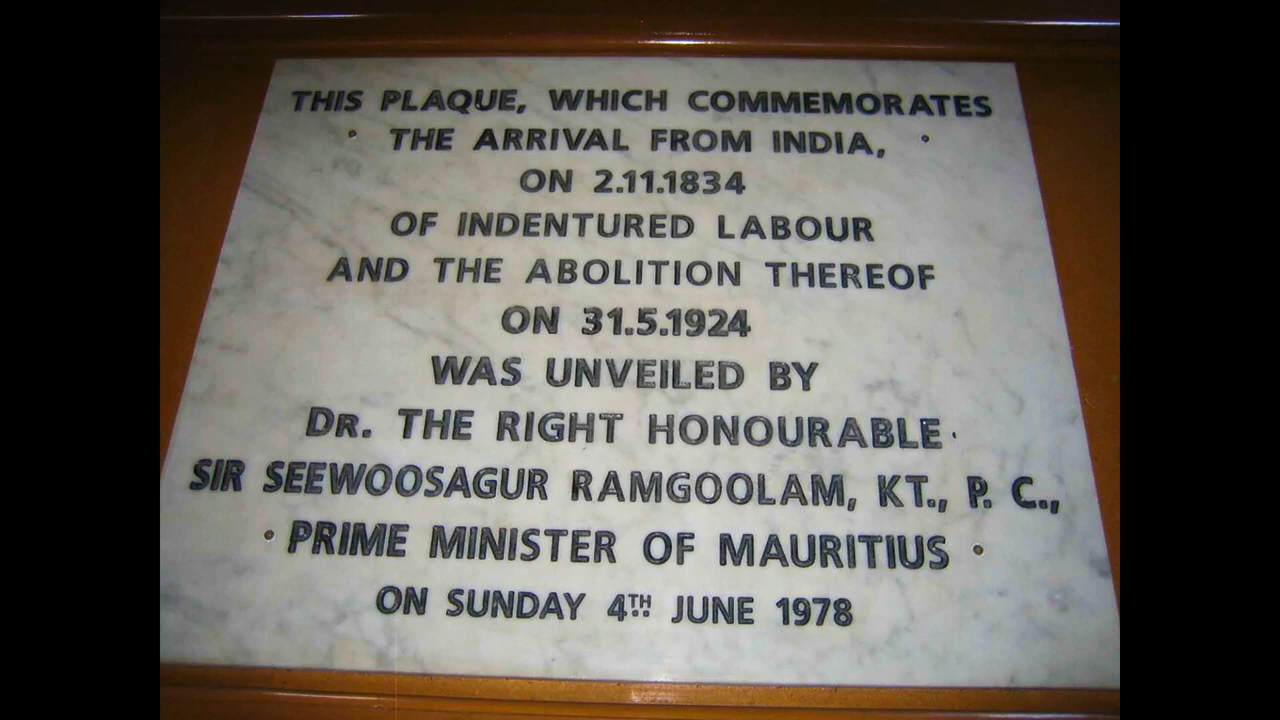 THIS PLAQUE, WHICH COMMEMORATES
THE ARRIVAL FROM INDIA,
ON 2.11.1834
OF INDENTURED LABOUR
AND THE ABOLITION THEREOF
ON 31.5.1924
WAS UNVEILED BY
DR. THE RIGHT HONOURABLE
SIR SEEWOOSAGUR RAMGOOLAM, KT., P. C.,
PRIME MINISTER OF MAURITIUS
ON SUNDAY 4TH JUNE 1978